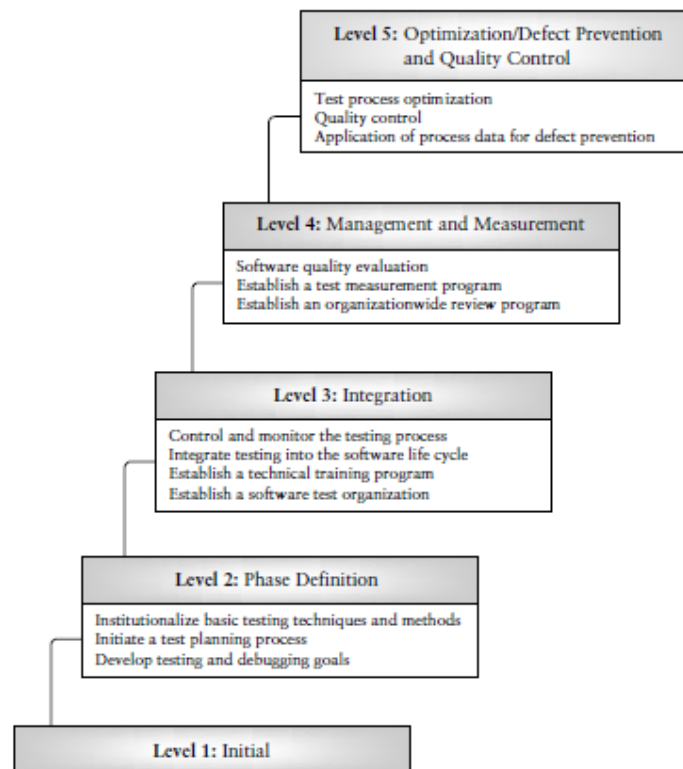 Level 5: Optimization/Defect Prevention
and Quality Control
Test process optimization
Quality control
Application of process data for defect prevention
Level 4: Management and Measurement
Software quality evaluation
Establish a test measurement program
Establish an organizationwide review program
Level 3: Integration
Control and monitor the testing process
Integrate testing into the software life cycle
Establish a technical training program
Establish a software test organization
Level 2: Phase Definition
Institutionalize basic testing techniques and methods
Initiate a test planning process
Develop testing and debugging goals
Level 1: Initial